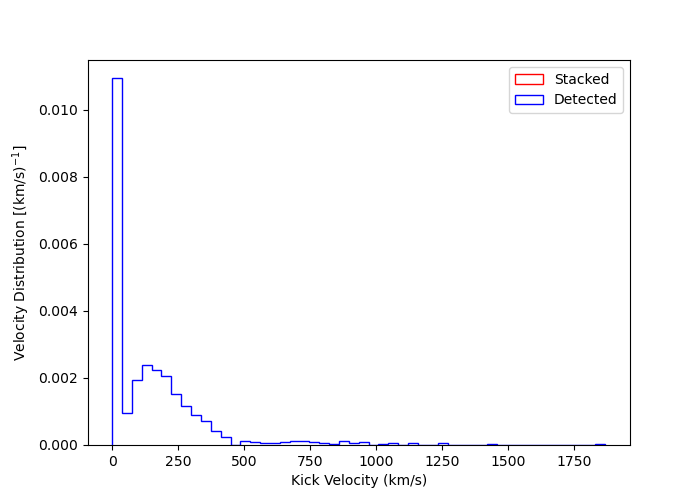 Stacked
Detected
0.010
0.008
0.006
0.004
0.002
0.000
Velocity Distribution [(km/s)⁻¹]
0 250 500 750 1000 1250 1500 1750
Kick Velocity (km/s)